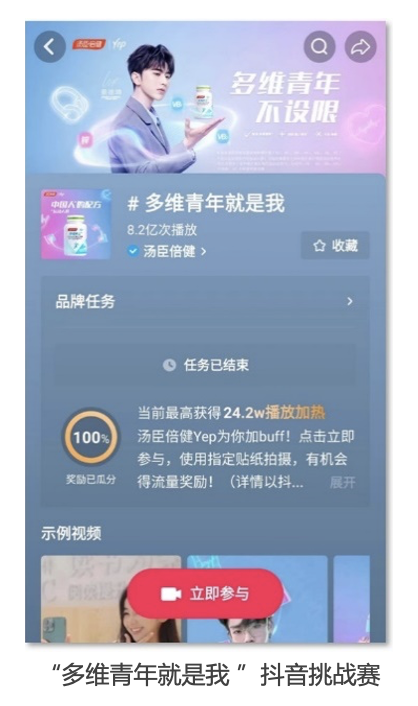 汤臣倍健 Yep
多维青年
不设限
中国人的配方
# 多维青年就是我
8.2亿次播放
汤臣倍健 >
收藏
品牌任务 >
任务已结束
100%
奖励已瓜分
当前最高获得 24.2w播放加热
汤臣倍健Yep为你加buff！点击立即
参与，使用指定贴纸拍摄，有机会
得流量奖励！（详情以抖... 展开
示例视频
立即参与
“多维青年就是我 ”抖音挑战赛